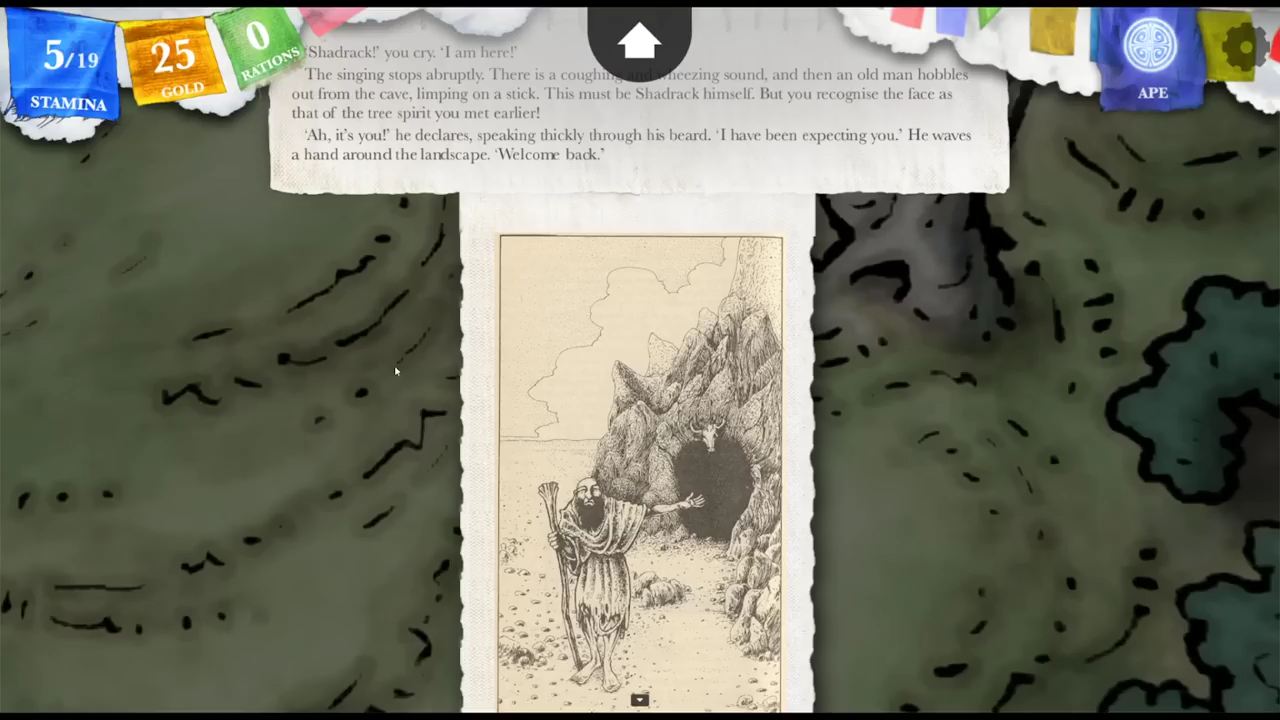 5/19
STAMINA
25
GOLD
0
RATIONS
APE
'Shadrack!' you cry. 'I am here!'
The singing stops abruptly. There is a coughing and wheezing sound, and then an old man hobbles
out from the cave, limping on a stick. This must be Shadrack himself. But you recognise the face as
that of the tree spirit you met earlier!
'Ah, it's you!' he declares, speaking thickly through his beard. 'I have been expecting you.' He waves
a hand around the landscape. 'Welcome back.'